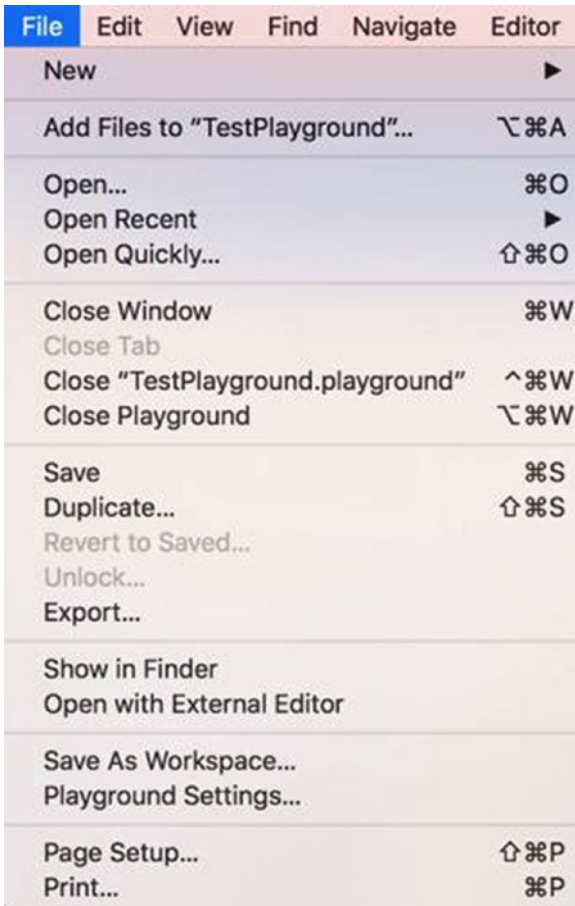 File Edit View Find Navigate Editor
New ▶
Add Files to “TestPlayground”... ⌥⌘A
Open... ⌘O
Open Recent ▶
Open Quickly... ⇧⌘O
Close Window ⌘W
Close Tab
Close “TestPlayground.playground” ^⌘W
Close Playground ⌥⌘W
Save ⌘S
Duplicate... ⇧⌘S
Revert to Saved...
Unlock...
Export...
Show in Finder
Open with External Editor
Save As Workspace...
Playground Settings...
Page Setup... ⇧⌘P
Print... ⌘P